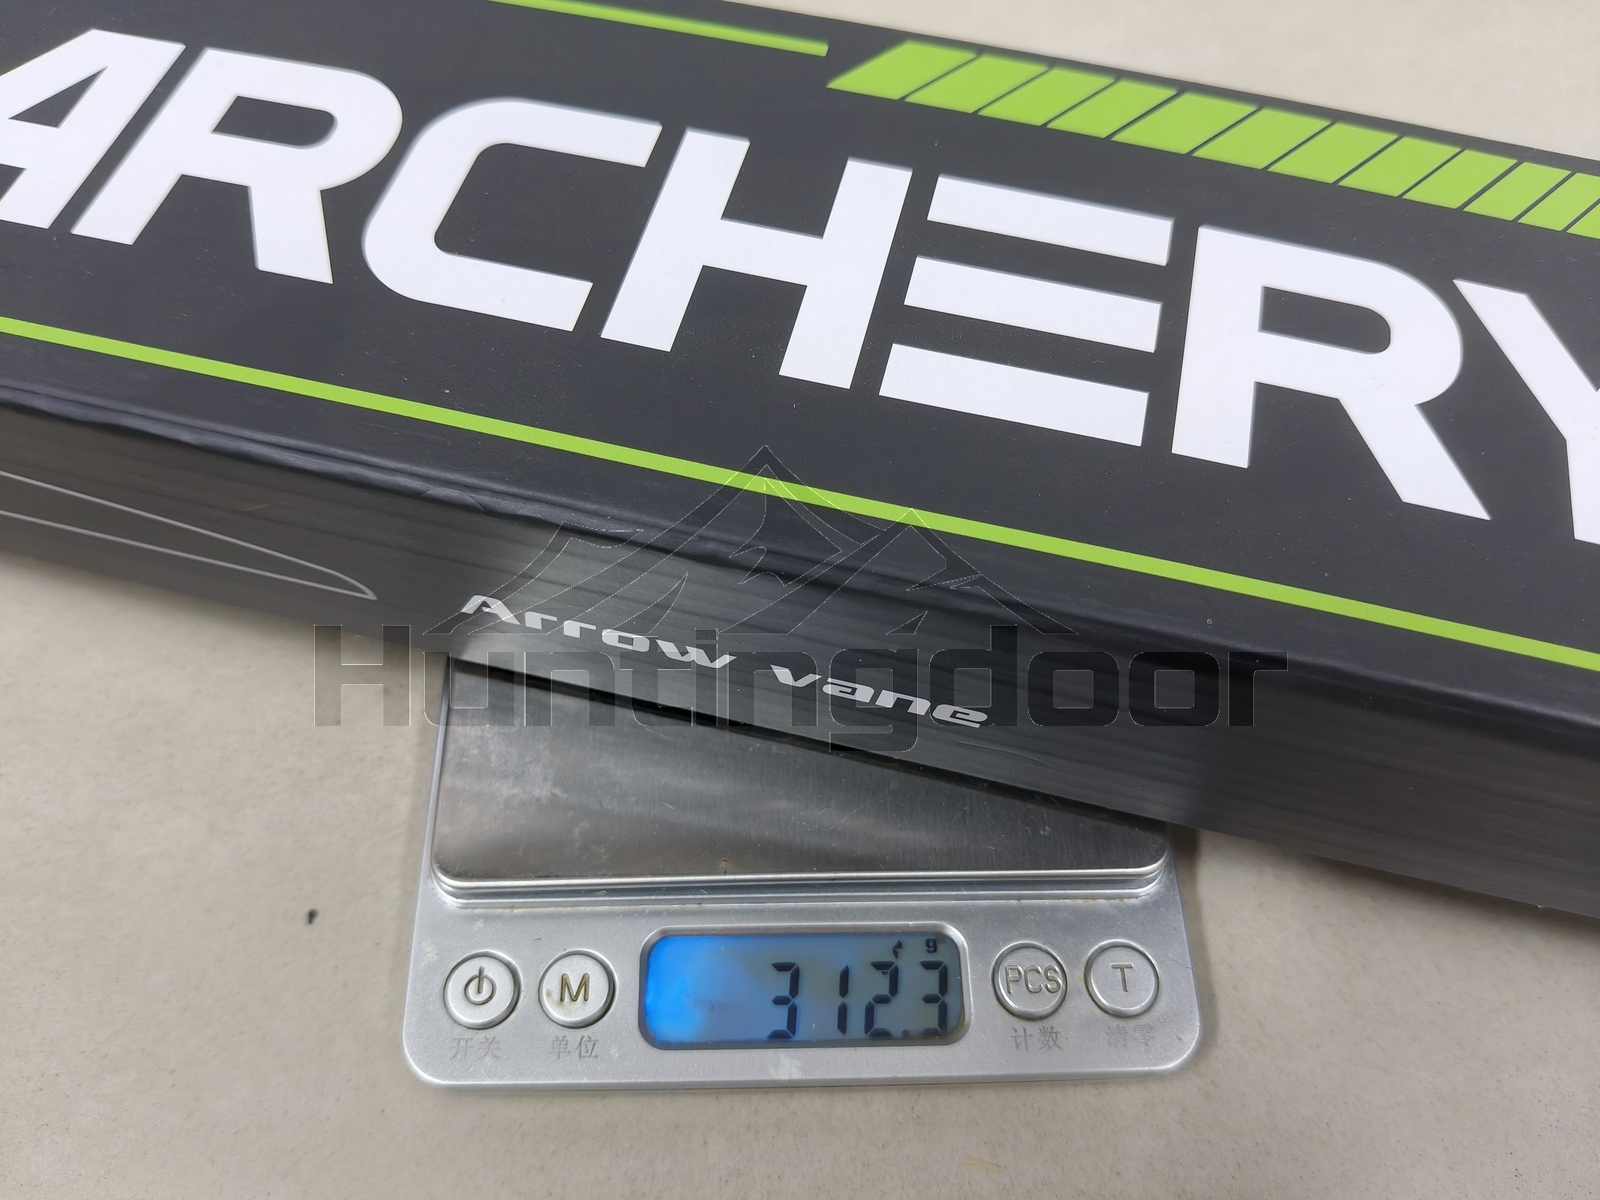 ARCHERY
Arrow vane
Huntingdoor
g
312.3
M
PCS
T
开关
单位
计数
清零